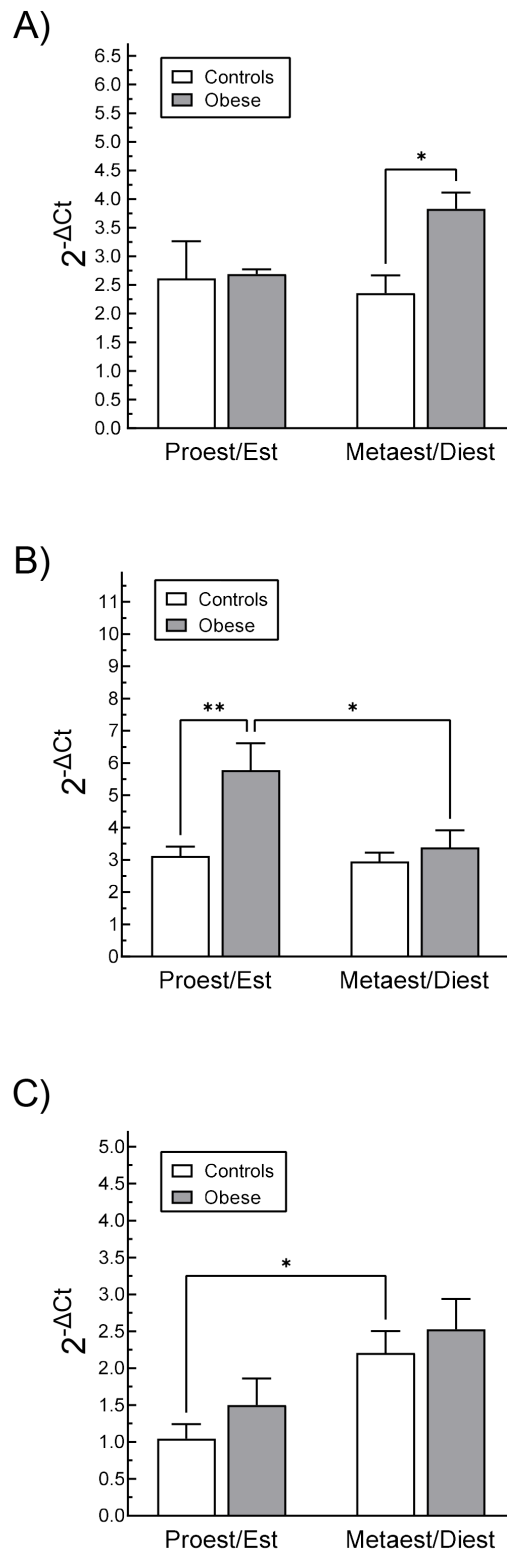 A)
6.5
6.0
5.5
5.0
4.5
4.0
3.5
3.0
2.5
2.0
1.5
1.0
0.5
0.0
2-ΔCt
Controls
Obese
*
Proest/Est Metaest/Diest
B)
11
10
9
8
7
6
5
4
3
2
1
0
2-ΔCt
Controls
Obese
** *
Proest/Est Metaest/Diest
C)
5.0
4.5
4.0
3.5
3.0
2.5
2.0
1.5
1.0
0.5
0.0
2-ΔCt
Controls
Obese
*
Proest/Est Metaest/Diest